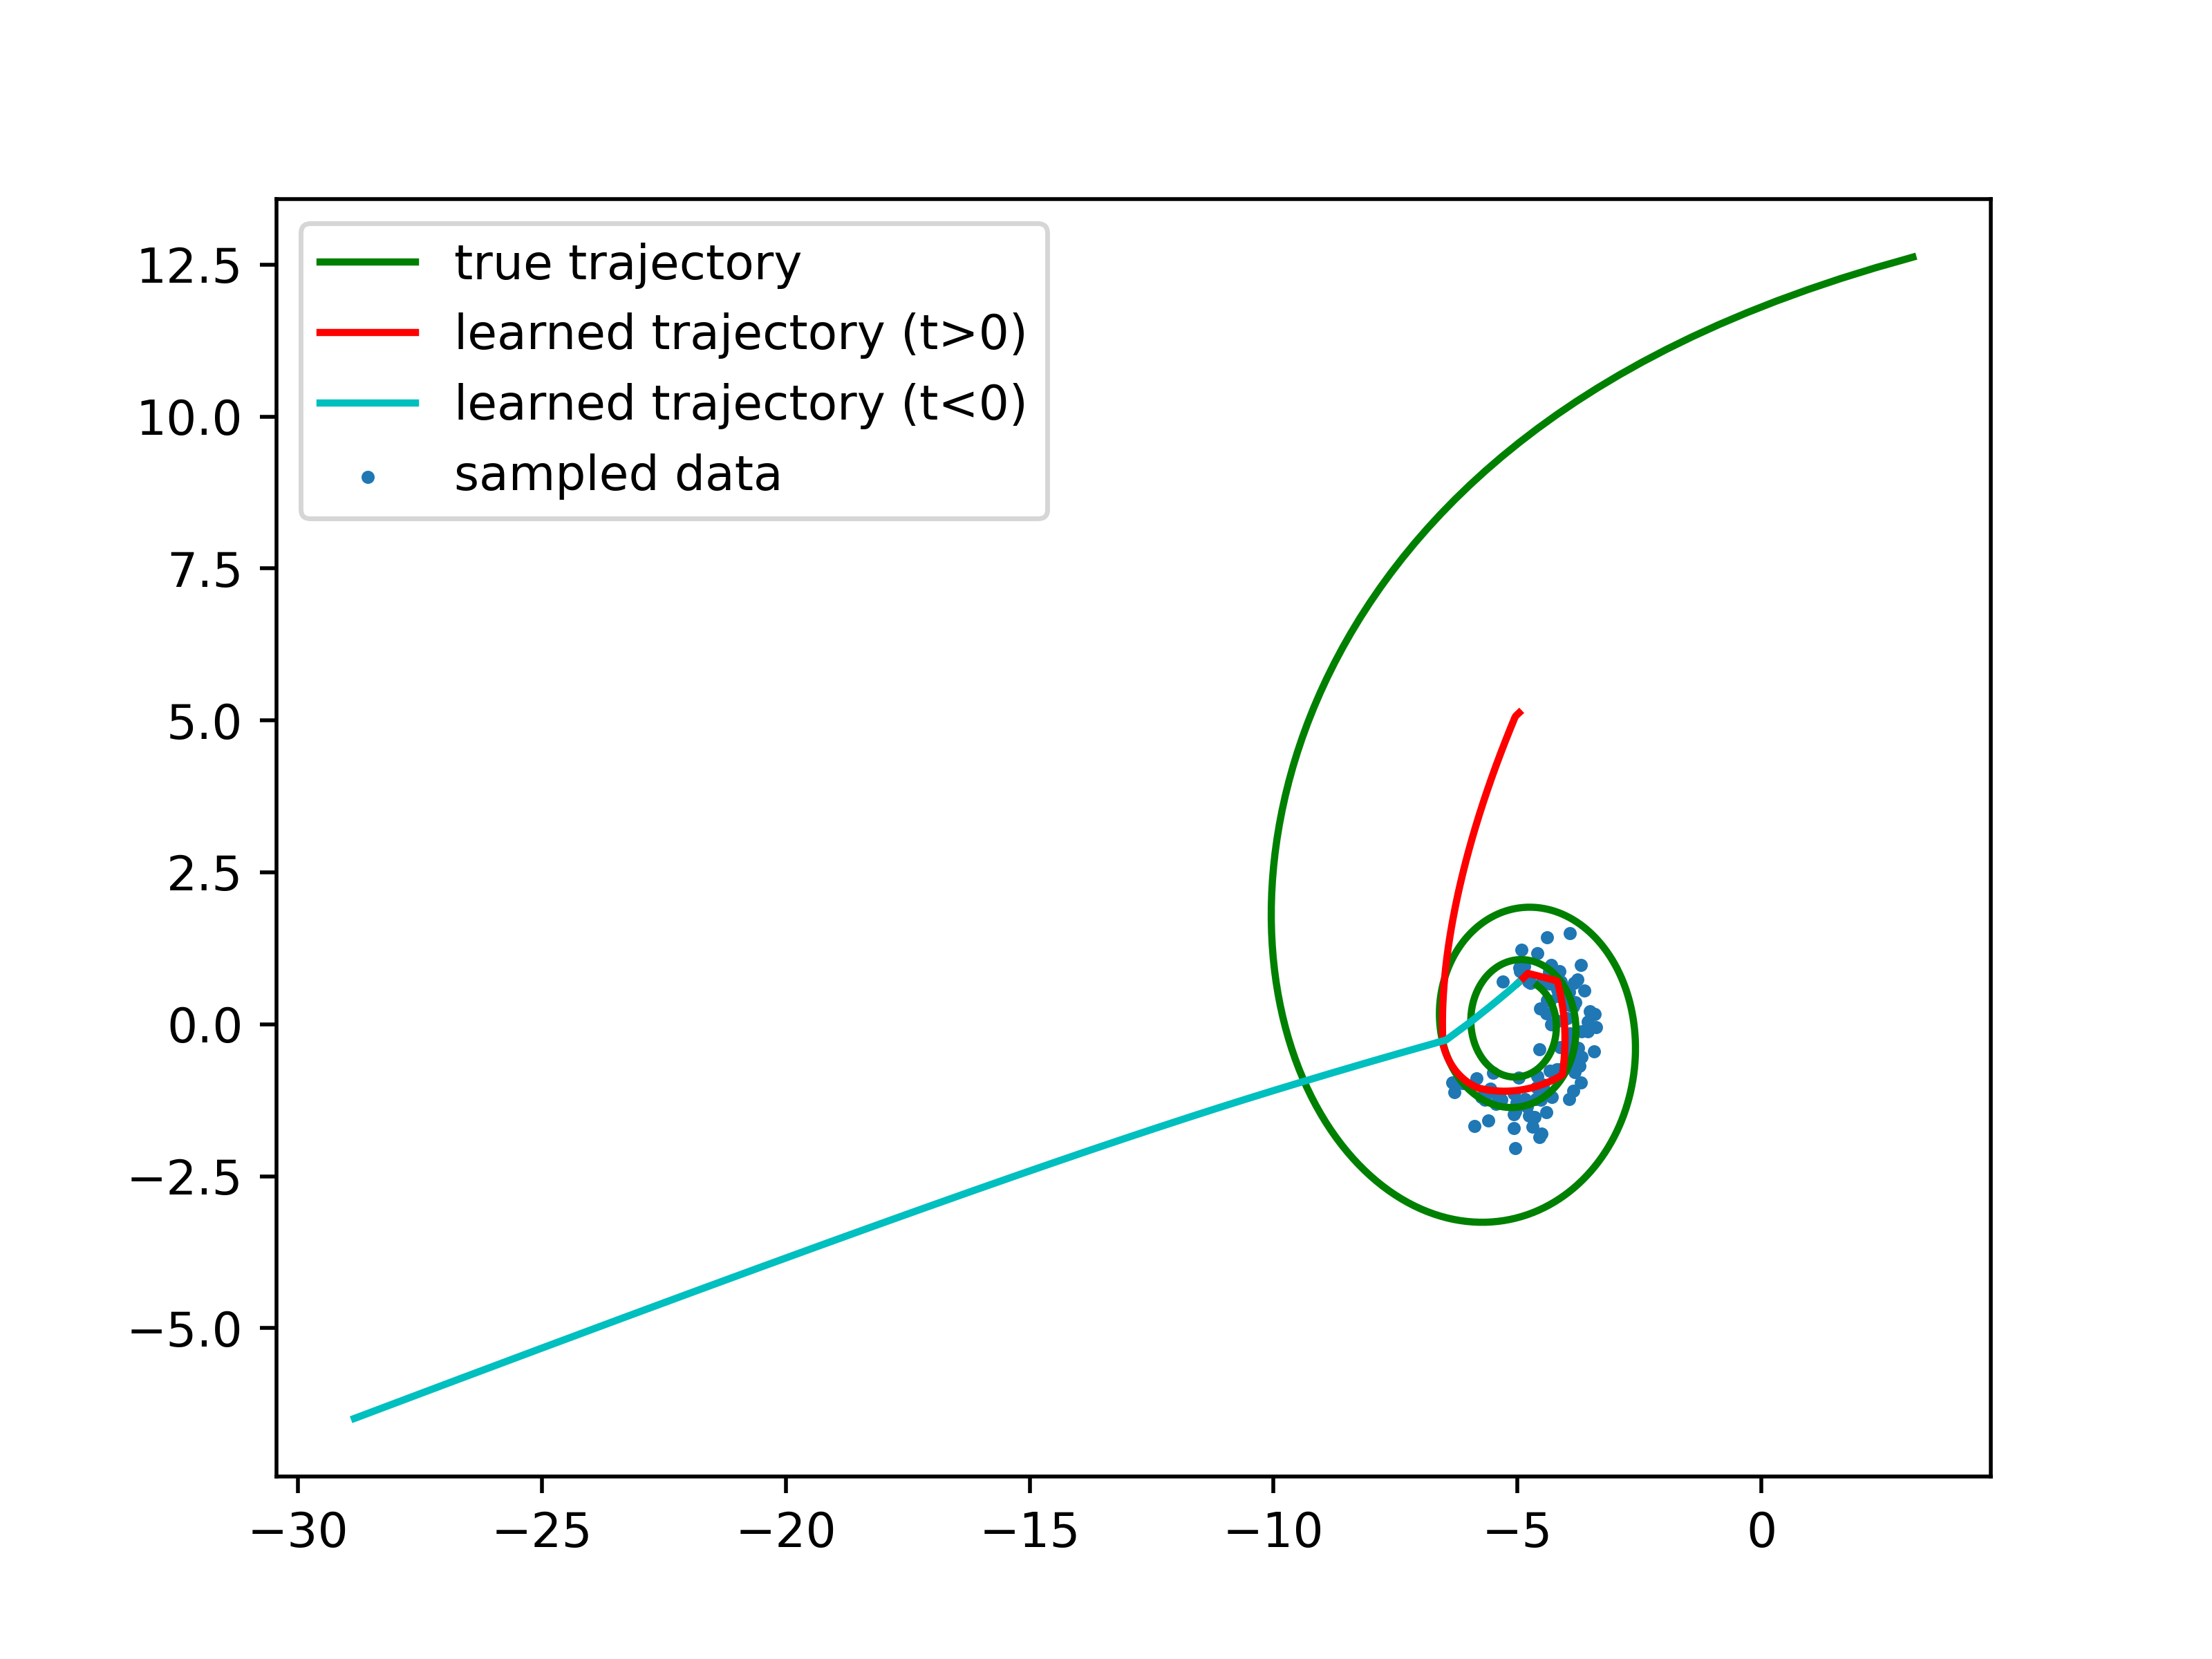 true trajectory
learned trajectory (t>0)
learned trajectory (t<0)
sampled data
12.5
10.0
7.5
5.0
2.5
0.0
−2.5
−5.0
−30 −25 −20 −15 −10 −5 0